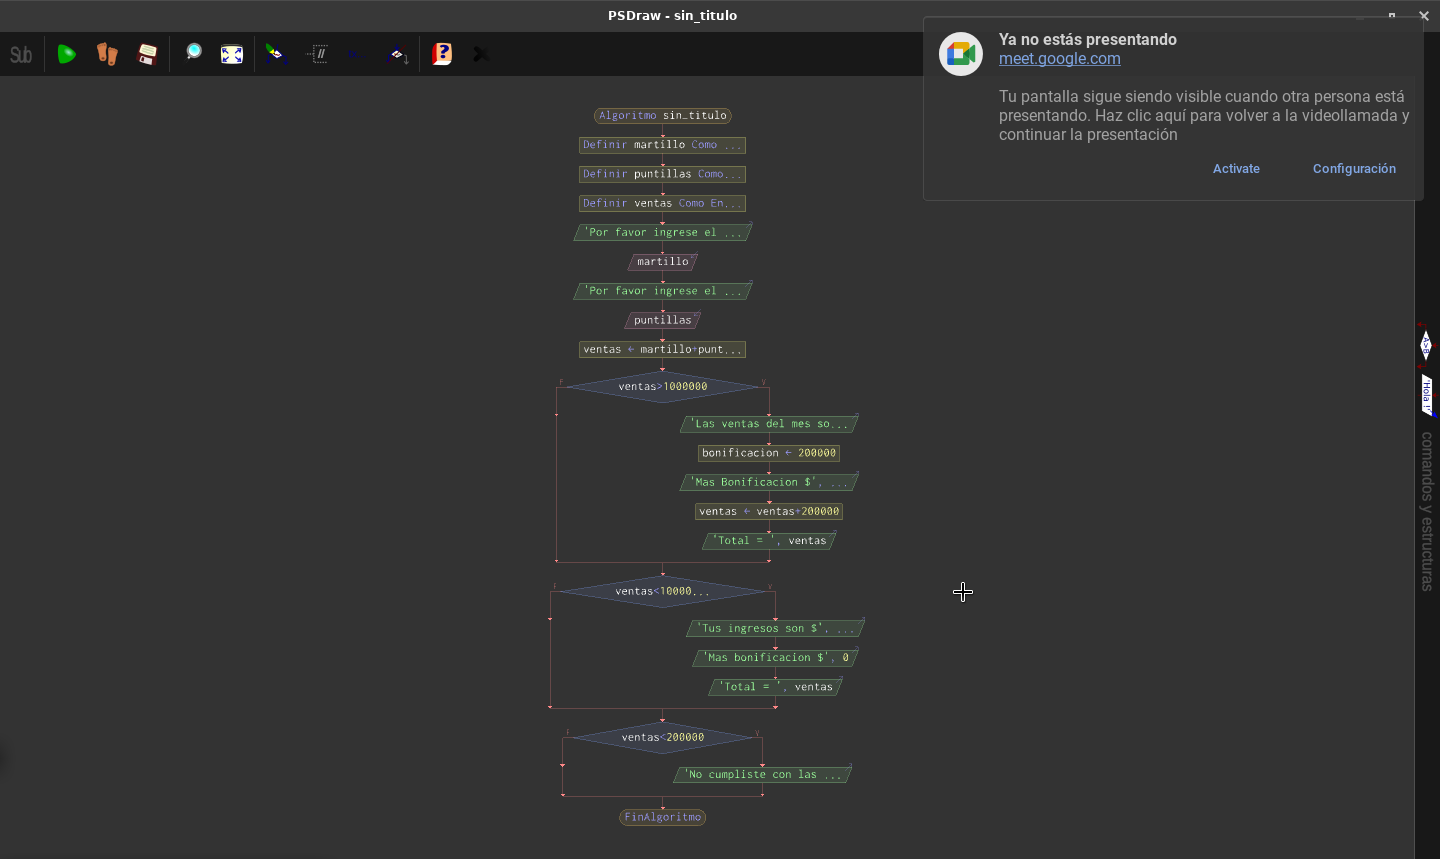 PSDraw - sin_titulo
Sub
Ya no estás presentando
meet.google.com
Tu pantalla sigue siendo visible cuando otra persona está
presentando. Haz clic aquí para volver a la videollamada y
continuar la presentación
Activate
Configuración
Algoritmo sin_titulo
Definir martillo Como ...
Definir puntillas Como...
Definir ventas Como En...
'Por favor ingrese el ...
martillo
'Por favor ingrese el ...
puntillas
ventas ← martillo+punt...
F
ventas>1000000
V
'Las ventas del mes so...
bonificacion ← 200000
'Mas Bonificacion $', ...
ventas ← ventas+200000
'Total = ', ventas
F
ventas<10000...
V
'Tus ingresos son $', ...
'Mas bonificacion $', 0
'Total = ', ventas
F
ventas<200000
V
'No cumpliste con las ...
FinAlgoritmo
A>B
'Hola !'
comandos y estructuras